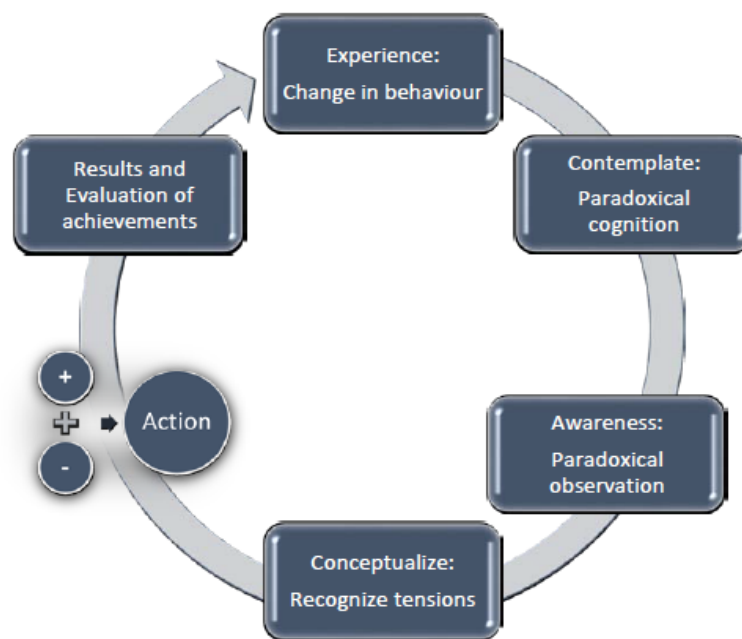 Experience:
Change in behaviour
Contemplate:
Paradoxical
cognition
Awareness:
Paradoxical
observation
Conceptualize:
Recognize tensions
+
-
Action
Results and
Evaluation of
achievements